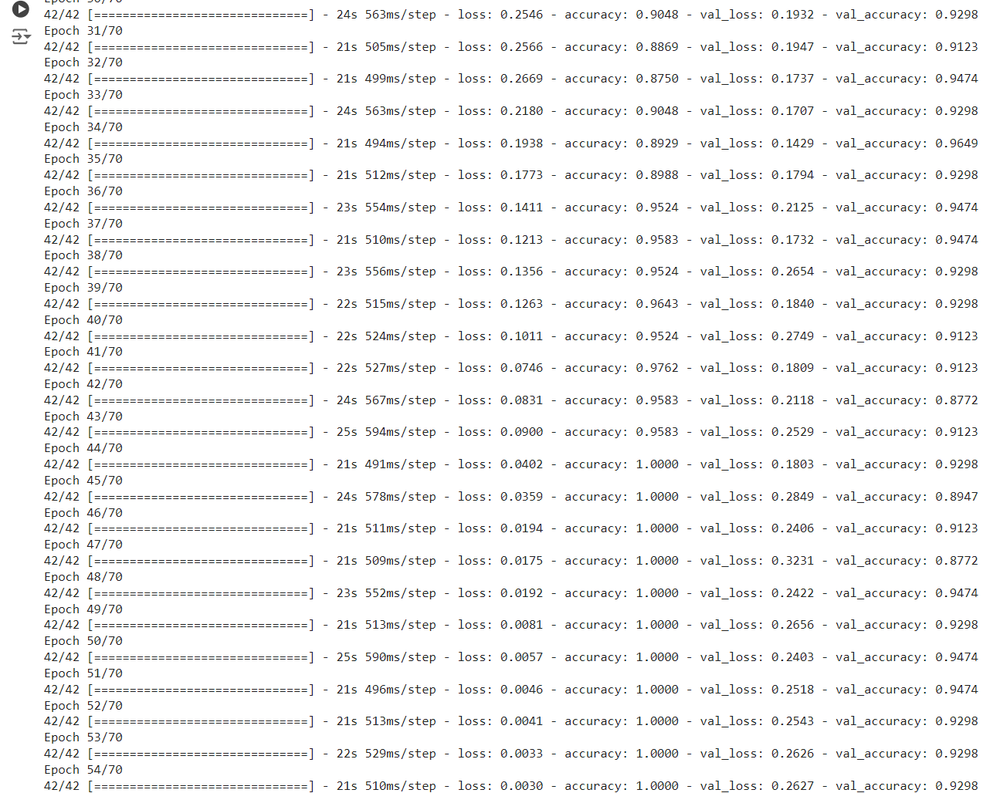 Epoch 30/70
42/42 [==============================] - 24s 563ms/step - loss: 0.2546 - accuracy: 0.9048 - val_loss: 0.1932 - val_accuracy: 0.9298
Epoch 31/70
42/42 [==============================] - 21s 505ms/step - loss: 0.2566 - accuracy: 0.8869 - val_loss: 0.1947 - val_accuracy: 0.9123
Epoch 32/70
42/42 [==============================] - 21s 499ms/step - loss: 0.2669 - accuracy: 0.8750 - val_loss: 0.1737 - val_accuracy: 0.9474
Epoch 33/70
42/42 [==============================] - 24s 563ms/step - loss: 0.2180 - accuracy: 0.9048 - val_loss: 0.1707 - val_accuracy: 0.9298
Epoch 34/70
42/42 [==============================] - 21s 494ms/step - loss: 0.1938 - accuracy: 0.8929 - val_loss: 0.1429 - val_accuracy: 0.9649
Epoch 35/70
42/42 [==============================] - 21s 512ms/step - loss: 0.1773 - accuracy: 0.8988 - val_loss: 0.1794 - val_accuracy: 0.9298
Epoch 36/70
42/42 [==============================] - 23s 554ms/step - loss: 0.1411 - accuracy: 0.9524 - val_loss: 0.2125 - val_accuracy: 0.9474
Epoch 37/70
42/42 [==============================] - 21s 510ms/step - loss: 0.1213 - accuracy: 0.9583 - val_loss: 0.1732 - val_accuracy: 0.9474
Epoch 38/70
42/42 [==============================] - 23s 556ms/step - loss: 0.1356 - accuracy: 0.9524 - val_loss: 0.2654 - val_accuracy: 0.9298
Epoch 39/70
42/42 [==============================] - 22s 515ms/step - loss: 0.1263 - accuracy: 0.9643 - val_loss: 0.1840 - val_accuracy: 0.9298
Epoch 40/70
42/42 [==============================] - 22s 524ms/step - loss: 0.1011 - accuracy: 0.9524 - val_loss: 0.2749 - val_accuracy: 0.9123
Epoch 41/70
42/42 [==============================] - 22s 527ms/step - loss: 0.0746 - accuracy: 0.9762 - val_loss: 0.1809 - val_accuracy: 0.9123
Epoch 42/70
42/42 [==============================] - 24s 567ms/step - loss: 0.0831 - accuracy: 0.9583 - val_loss: 0.2118 - val_accuracy: 0.8772
Epoch 43/70
42/42 [==============================] - 25s 594ms/step - loss: 0.0900 - accuracy: 0.9583 - val_loss: 0.2529 - val_accuracy: 0.9123
Epoch 44/70
42/42 [==============================] - 21s 491ms/step - loss: 0.0402 - accuracy: 1.0000 - val_loss: 0.1803 - val_accuracy: 0.9298
Epoch 45/70
42/42 [==============================] - 24s 578ms/step - loss: 0.0359 - accuracy: 1.0000 - val_loss: 0.2849 - val_accuracy: 0.8947
Epoch 46/70
42/42 [==============================] - 21s 511ms/step - loss: 0.0194 - accuracy: 1.0000 - val_loss: 0.2406 - val_accuracy: 0.9123
Epoch 47/70
42/42 [==============================] - 21s 509ms/step - loss: 0.0175 - accuracy: 1.0000 - val_loss: 0.3231 - val_accuracy: 0.8772
Epoch 48/70
42/42 [==============================] - 23s 552ms/step - loss: 0.0192 - accuracy: 1.0000 - val_loss: 0.2422 - val_accuracy: 0.9474
Epoch 49/70
42/42 [==============================] - 21s 513ms/step - loss: 0.0081 - accuracy: 1.0000 - val_loss: 0.2656 - val_accuracy: 0.9298
Epoch 50/70
42/42 [==============================] - 25s 590ms/step - loss: 0.0057 - accuracy: 1.0000 - val_loss: 0.2403 - val_accuracy: 0.9474
Epoch 51/70
42/42 [==============================] - 21s 496ms/step - loss: 0.0046 - accuracy: 1.0000 - val_loss: 0.2518 - val_accuracy: 0.9474
Epoch 52/70
42/42 [==============================] - 21s 513ms/step - loss: 0.0041 - accuracy: 1.0000 - val_loss: 0.2543 - val_accuracy: 0.9298
Epoch 53/70
42/42 [==============================] - 22s 529ms/step - loss: 0.0033 - accuracy: 1.0000 - val_loss: 0.2626 - val_accuracy: 0.9298
Epoch 54/70
42/42 [==============================] - 21s 510ms/step - loss: 0.0030 - accuracy: 1.0000 - val_loss: 0.2627 - val_accuracy: 0.9298